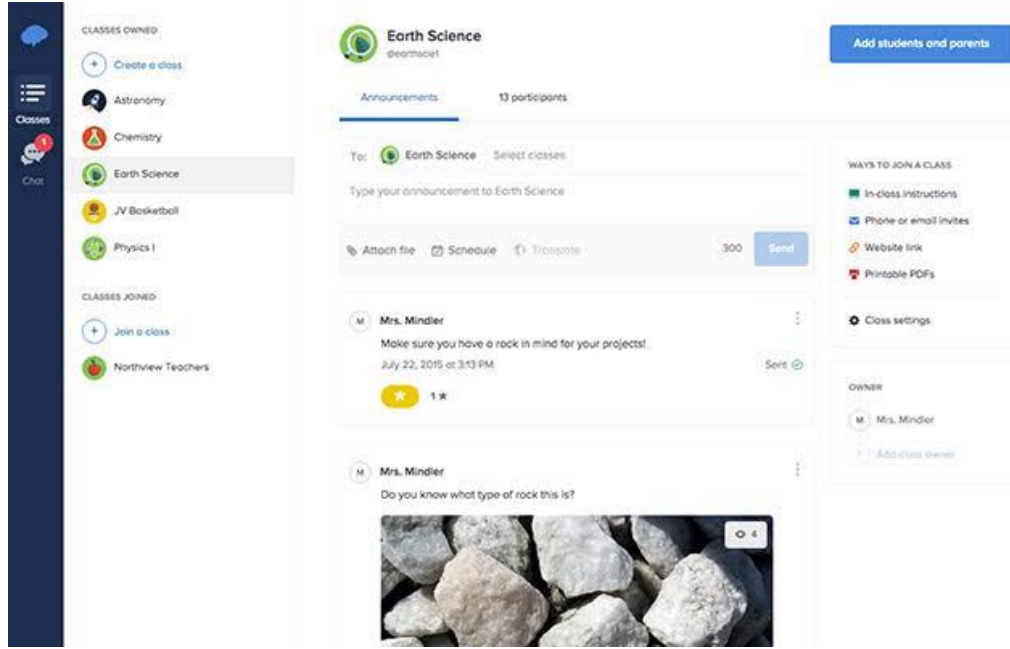 Classes
1
Chat
CLASSES OWNED
+ Create a class
Astronomy
Chemistry
Earth Science
JV Basketball
Physics I
CLASSES JOINED
+ Join a class
Northview Teachers
Earth Science
@earthsciet
Add students and parents
Announcements 13 participants
To: Earth Science Select classes
Type your announcement to Earth Science
Attach file Schedule Translate 300 Send
M Mrs. Mindler
Make sure you have a rock in mind for your projects!
July 22, 2015 at 3:13 PM Sent
1 ★
M Mrs. Mindler
Do you know what type of rock this is?
4
WAYS TO JOIN A CLASS
In-class instructions
Phone or email invites
Website link
Printable PDFs
Class settings
OWNER
M Mrs. Mindler
+ Add class owner